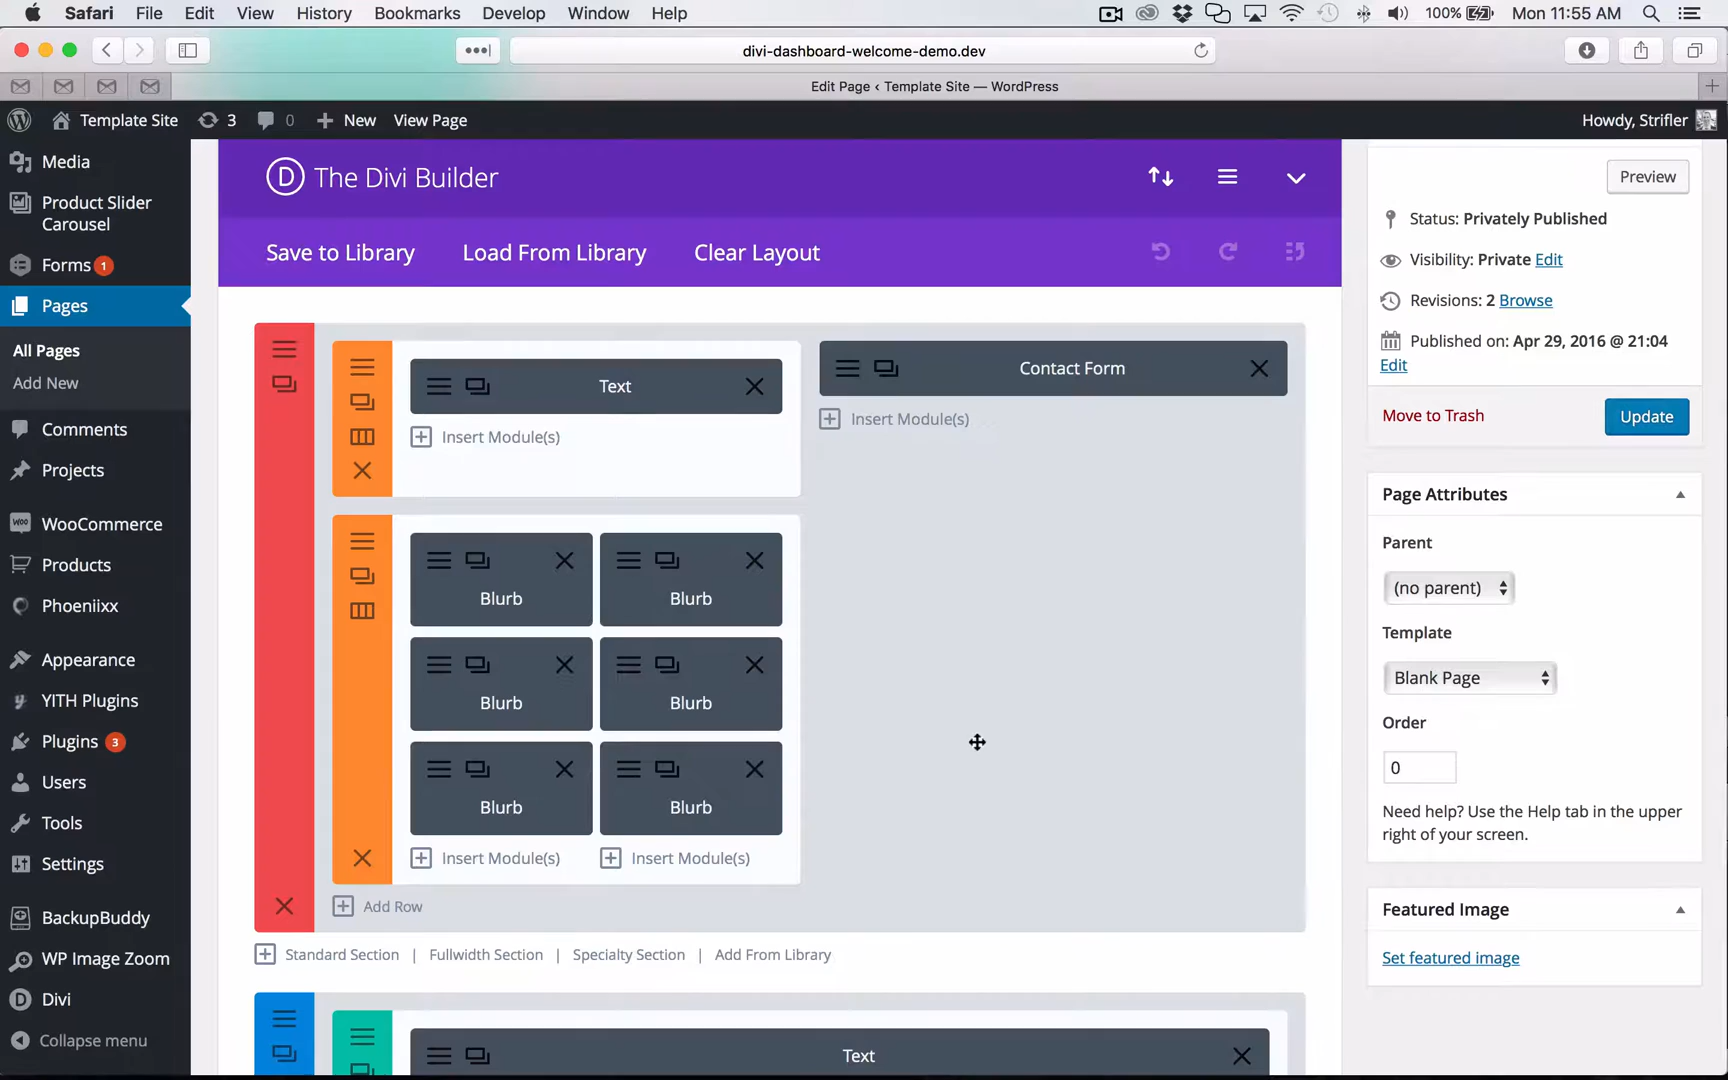 Safari File Edit View History Bookmarks Develop Window Help 100% Mon 11:55 AM
divi-dashboard-welcome-demo.dev
Edit Page < Template Site — WordPress
Template Site 3 0 New View Page Howdy, Strifler
Media
Product Slider
Carousel
Forms 1
Pages
All Pages
Add New
Comments
Projects
WooCommerce
Products
Phoeniixx
Appearance
YITH Plugins
Plugins 3
Users
Tools
Settings
BackupBuddy
WP Image Zoom
Divi
Collapse menu
D The Divi Builder
Save to Library Load From Library Clear Layout
Text
Insert Module(s)
Contact Form
Insert Module(s)
Blurb Blurb
Blurb Blurb
Blurb Blurb
Insert Module(s) Insert Module(s)
Add Row
Standard Section | Fullwidth Section | Specialty Section | Add From Library
Text
Preview
Status: Privately Published
Visibility: Private Edit
Revisions: 2 Browse
Published on: Apr 29, 2016 @ 21:04
Edit
Move to Trash Update
Page Attributes
Parent
(no parent)
Template
Blank Page
Order
0
Need help? Use the Help tab in the upper
right of your screen.
Featured Image
Set featured image